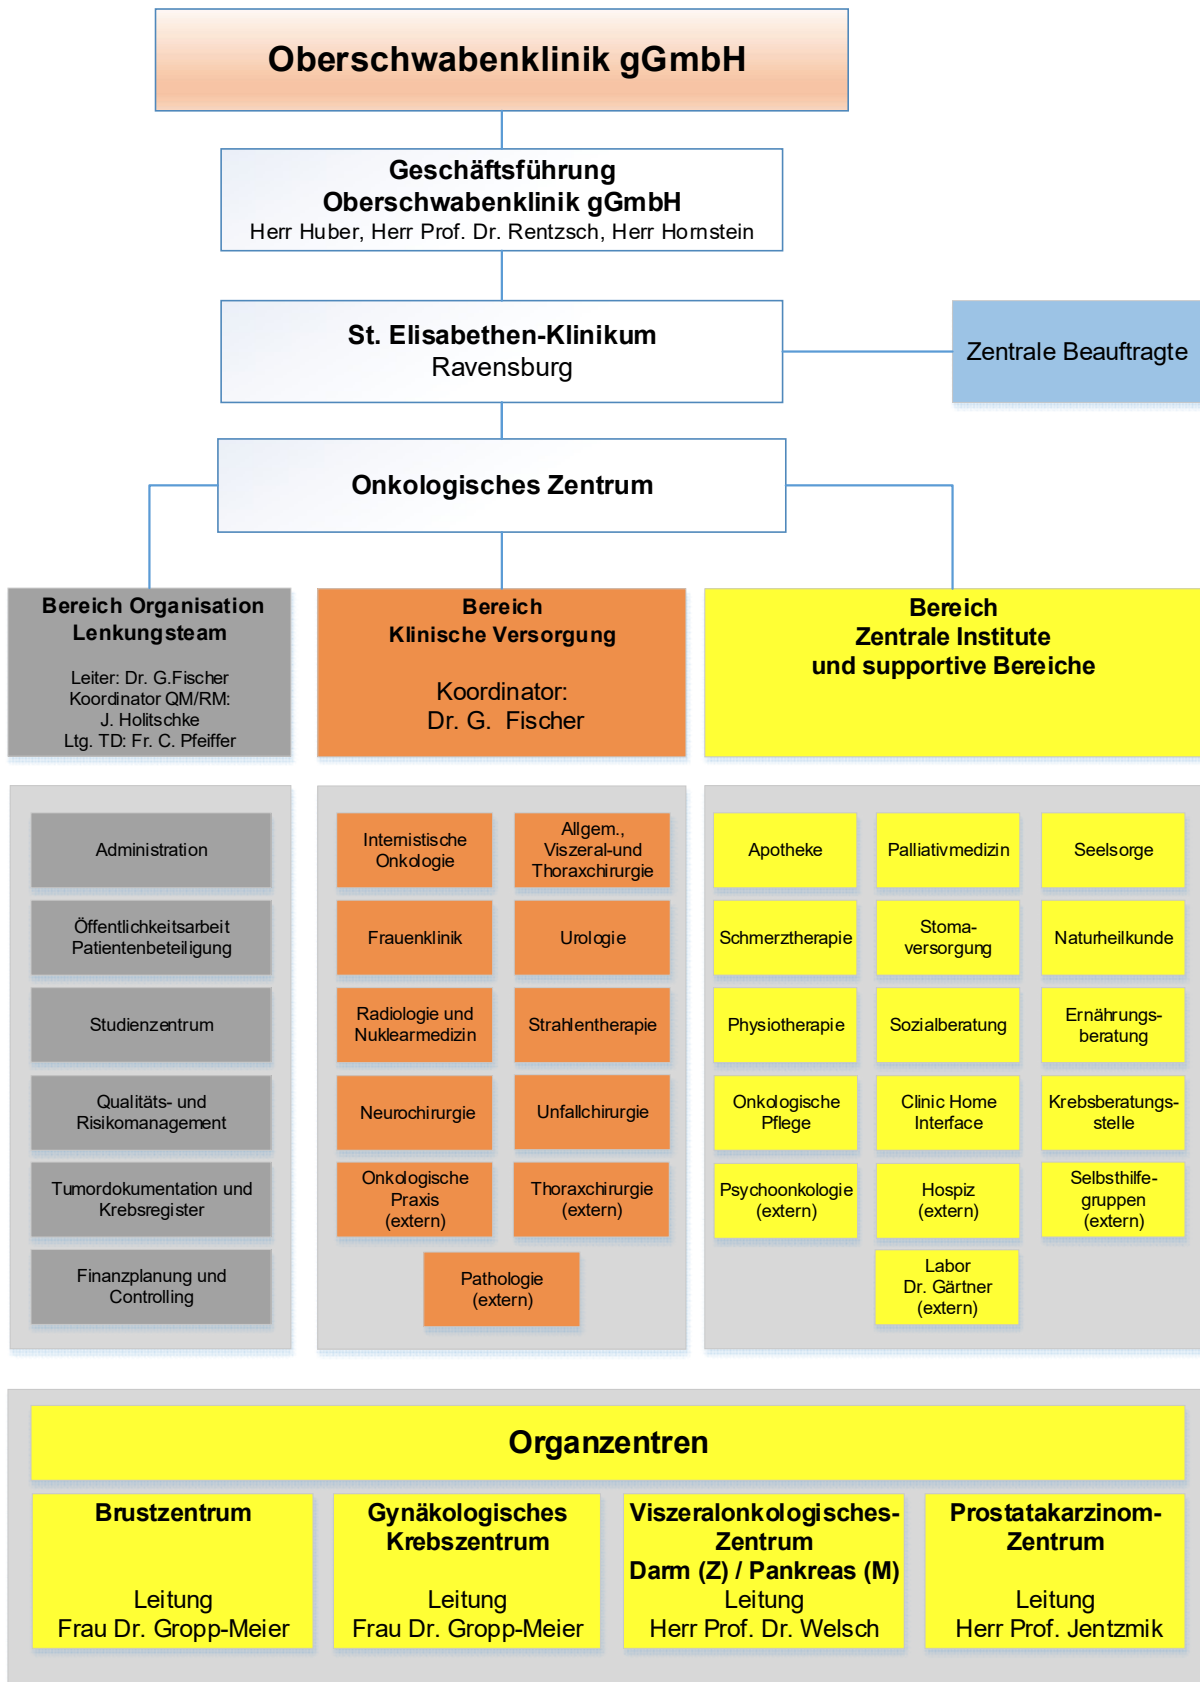 Oberschwabenklinik gGmbH
Geschäftsführung
Oberschwabenklinik gGmbH
Herr Huber, Herr Prof. Dr. Rentzsch, Herr Hornstein
St. Elisabethen-Klinikum
Ravensburg
Zentrale Beauftragte
Onkologisches Zentrum
Bereich Organisation
Lenkungsteam
Leiter: Dr. G.Fischer
Koordinator QM/RM:
J. Holitschke
Ltg. TD: Fr. C. Pfeiffer
Bereich
Klinische Versorgung
Koordinator:
Dr. G. Fischer
Bereich
Zentrale Institute
und supportive Bereiche
Administration
Öffentlichkeitsarbeit
Patientenbeteiligung
Studienzentrum
Qualitäts- und
Risikomanagement
Tumordokumentation und
Krebsregister
Finanzplanung und
Controlling
Internistische
Onkologie
Allgem.,
Viszeral-und
Thoraxchirurgie
Frauenklinik
Urologie
Radiologie und
Nuklearmedizin
Strahlentherapie
Neurochirurgie
Unfallchirurgie
Onkologische
Praxis
(extern)
Thoraxchirurgie
(extern)
Pathologie
(extern)
Apotheke
Palliativmedizin
Seelsorge
Schmerztherapie
Stoma-
versorgung
Naturheilkunde
Physiotherapie
Sozialberatung
Ernährungs-
beratung
Onkologische
Pflege
Clinic Home
Interface
Krebsberatungs-
stelle
Psychoonkologie
(extern)
Hospiz
(extern)
Selbsthilfe-
gruppen
(extern)
Labor
Dr. Gärtner
(extern)
Organzentren
Brustzentrum
Leitung
Frau Dr. Gropp-Meier
Gynäkologisches
Krebszentrum
Leitung
Frau Dr. Gropp-Meier
Viszeralonkologisches-
Zentrum
Darm (Z) / Pankreas (M)
Leitung
Herr Prof. Dr. Welsch
Prostatakarzinom-
Zentrum
Leitung
Herr Prof. Jentzmik